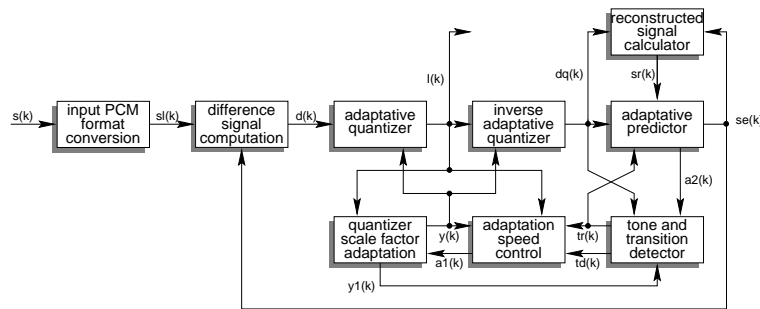 reconstructed
signal
calculator
l(k)
dq(k)
sr(k)
s(k)
input PCM
format
conversion
sl(k)
difference
signal
computation
d(k)
adaptative
quantizer
inverse
adaptative
quantizer
adaptative
predictor
se(k)
a2(k)
quantizer
scale factor
adaptation
y(k)
a1(k)
adaptation
speed
control
tr(k)
td(k)
tone and
transition
detector
y1(k)